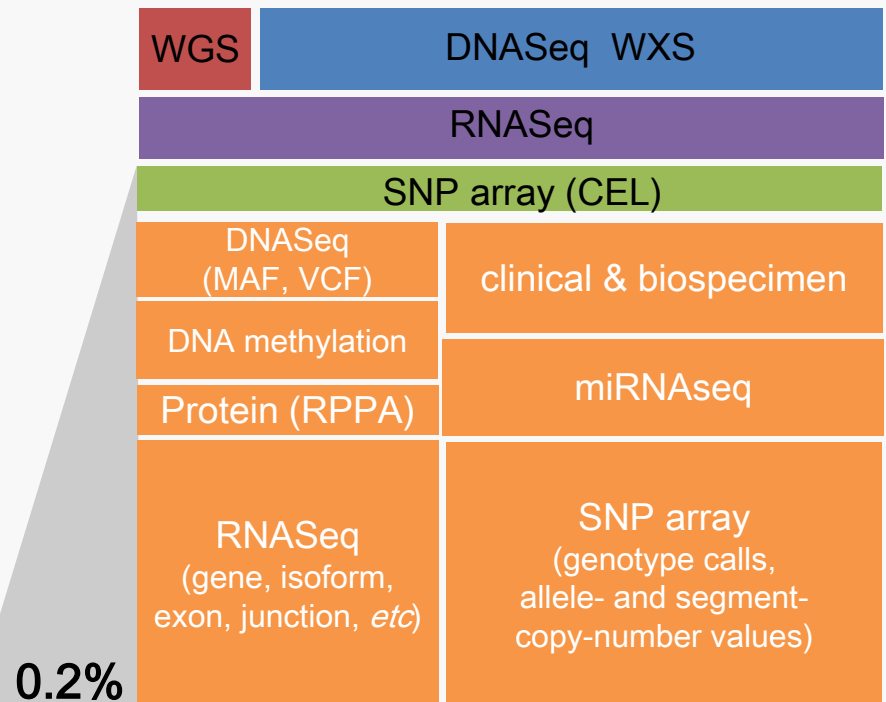 WGS
DNASeq WXS
RNASeq
SNP array (CEL)
DNASeq
(MAF, VCF)
clinical & biospecimen
DNA methylation
miRNAseq
Protein (RPPA)
RNASeq
(gene, isoform,
exon, junction, etc)
SNP array
(genotype calls,
allele- and segment-
copy-number values)
0.2%